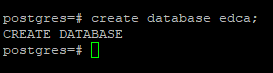 postgres=# create database edca;
CREATE DATABASE
postgres=#